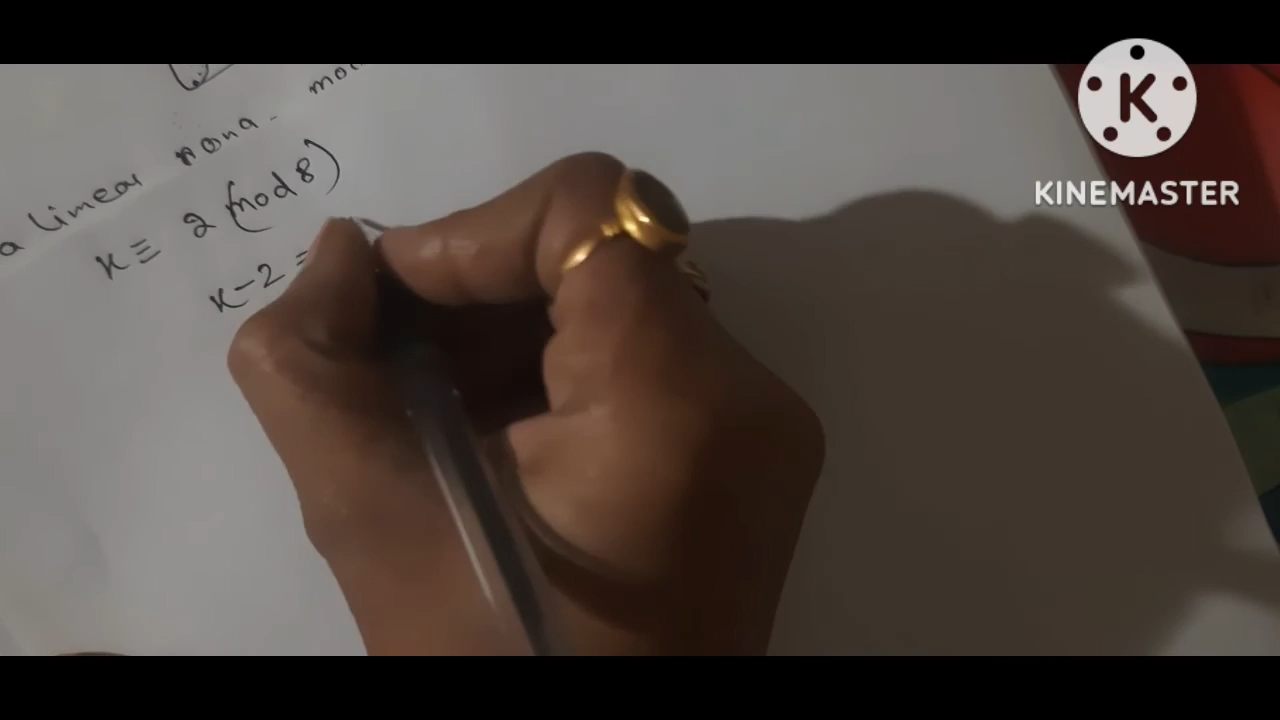 a linear
K ≡ 2 (mod 8)
K-2 =
K
KINEMASTER